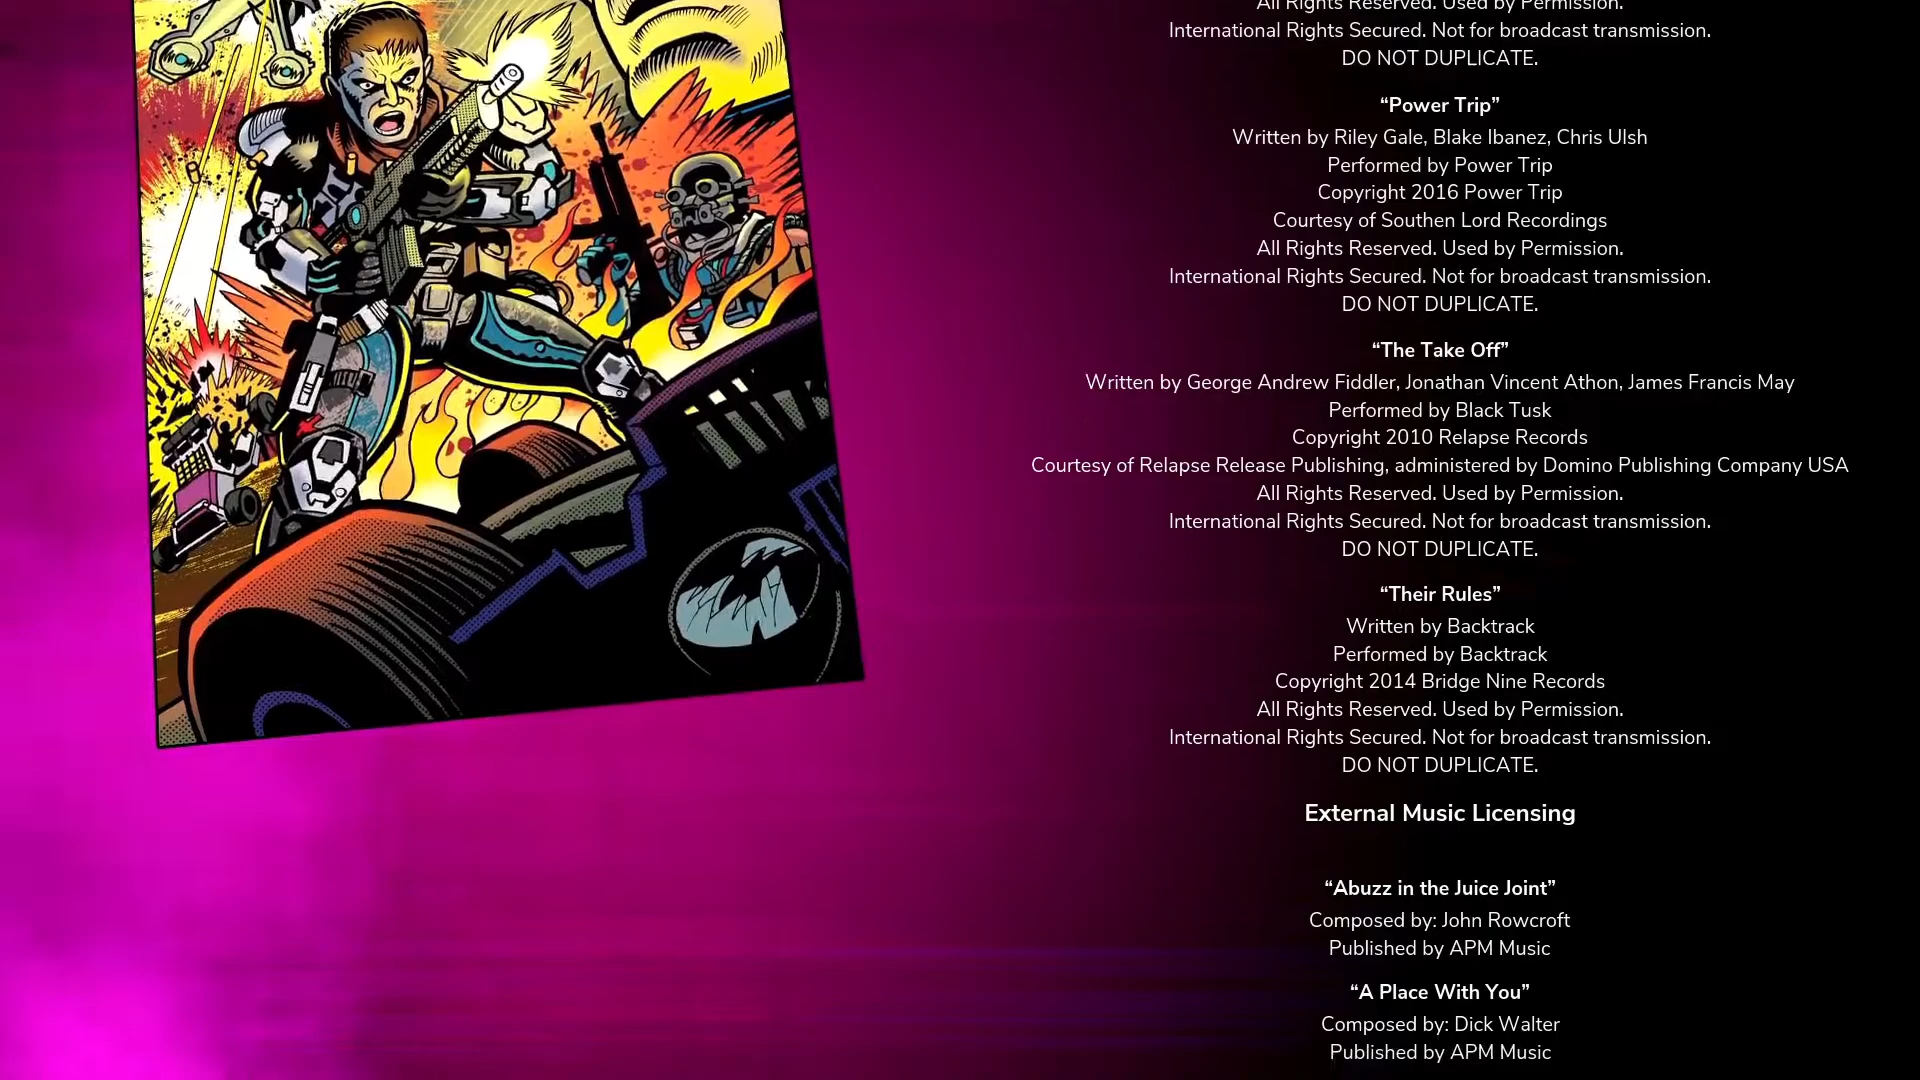 All Rights Reserved. Used by Permission.
International Rights Secured. Not for broadcast transmission.
DO NOT DUPLICATE.
“Power Trip”
Written by Riley Gale, Blake Ibanez, Chris Ulsh
Performed by Power Trip
Copyright 2016 Power Trip
Courtesy of Southen Lord Recordings
All Rights Reserved. Used by Permission.
International Rights Secured. Not for broadcast transmission.
DO NOT DUPLICATE.
“The Take Off”
Written by George Andrew Fiddler, Jonathan Vincent Athon, James Francis May
Performed by Black Tusk
Copyright 2010 Relapse Records
Courtesy of Relapse Release Publishing, administered by Domino Publishing Company USA
All Rights Reserved. Used by Permission.
International Rights Secured. Not for broadcast transmission.
DO NOT DUPLICATE.
“Their Rules”
Written by Backtrack
Performed by Backtrack
Copyright 2014 Bridge Nine Records
All Rights Reserved. Used by Permission.
International Rights Secured. Not for broadcast transmission.
DO NOT DUPLICATE.
External Music Licensing
“Abuzz in the Juice Joint”
Composed by: John Rowcroft
Published by APM Music
“A Place With You”
Composed by: Dick Walter
Published by APM Music